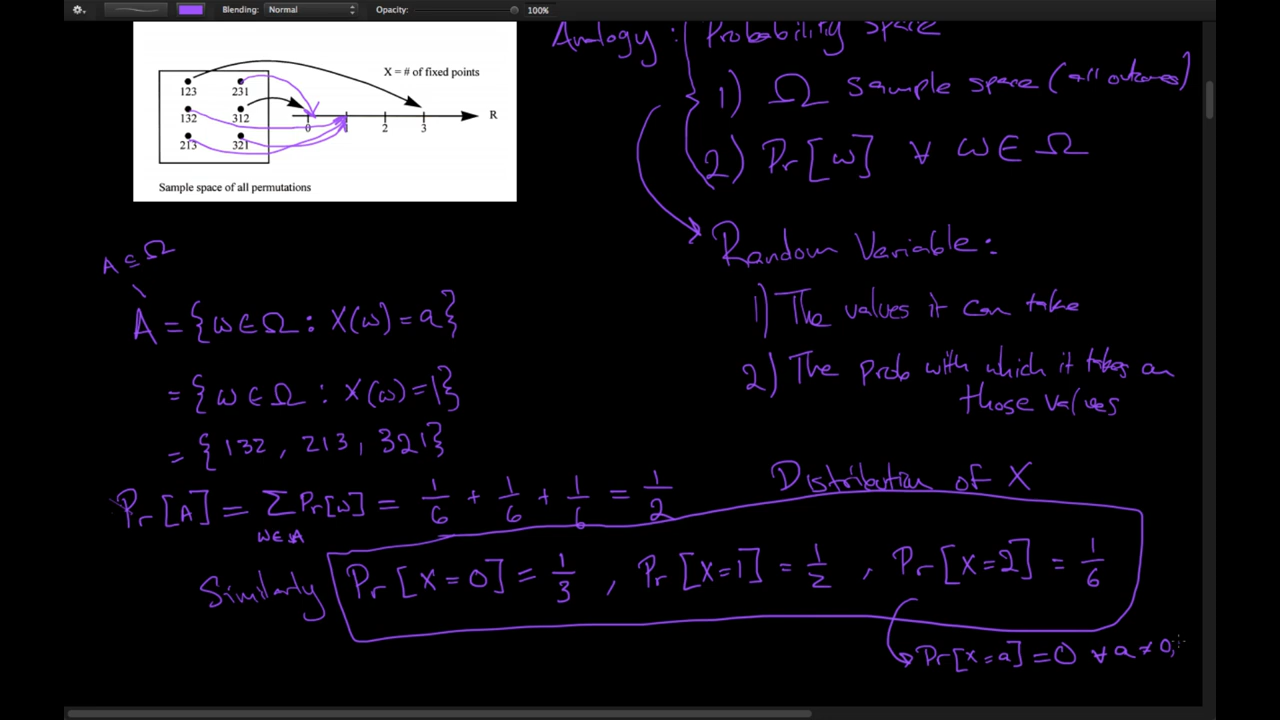 Blending: Normal Opacity: 100%
X = # of fixed points
123 231
132 312
213 321
0 1 2 3 R
Sample space of all permutations
Analogy : Probability Space
1) Ω Sample space (all outcomes)
2) Pr[ω] ∀ ω ∈ Ω
Random Variable:
1) The values it can take
2) The prob with which it takes on
those values
A ⊆ Ω
A = {ω ∈ Ω : X(ω) = a}
= {ω ∈ Ω : X(ω) = 1}
= {132, 213, 321}
Pr[A] = Σ Pr[ω] = 1/6 + 1/6 + 1/6 = 1/2
ω∈A
Distribution of X
Similarly Pr[X=0] = 1/3 , Pr[X=1] = 1/2 , Pr[X=2] = 1/6
Pr[X=a] = 0 ∀ a ≠ 0,